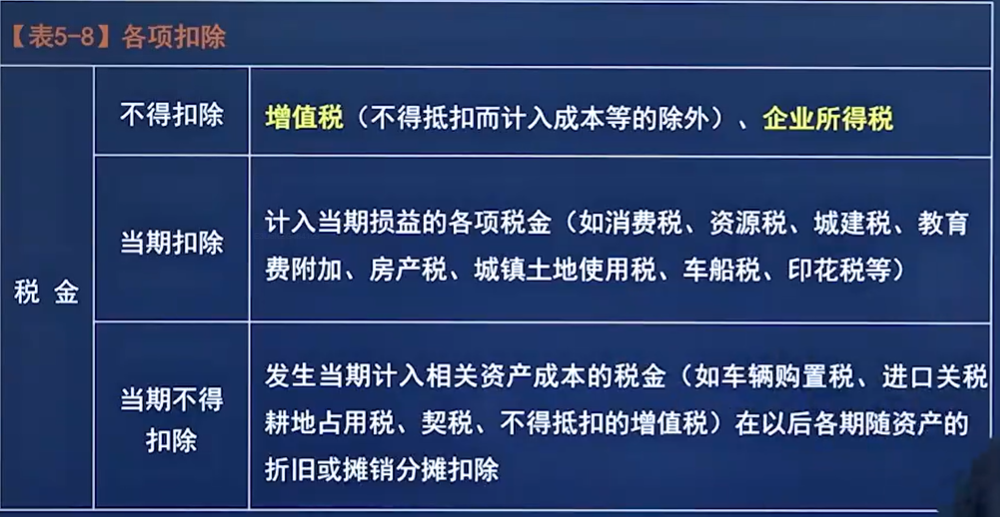 【表5-8】各项扣除
税 金
不得扣除
增值税（不得抵扣而计入成本等的除外）、企业所得税
当期扣除
计入当期损益的各项税金（如消费税、资源税、城建税、教育
费附加、房产税、城镇土地使用税、车船税、印花税等）
当期不得
扣除
发生当期计入相关资产成本的税金（如车辆购置税、进口关税
耕地占用税、契税、不得抵扣的增值税）在以后各期随资产的
折旧或摊销分摊扣除